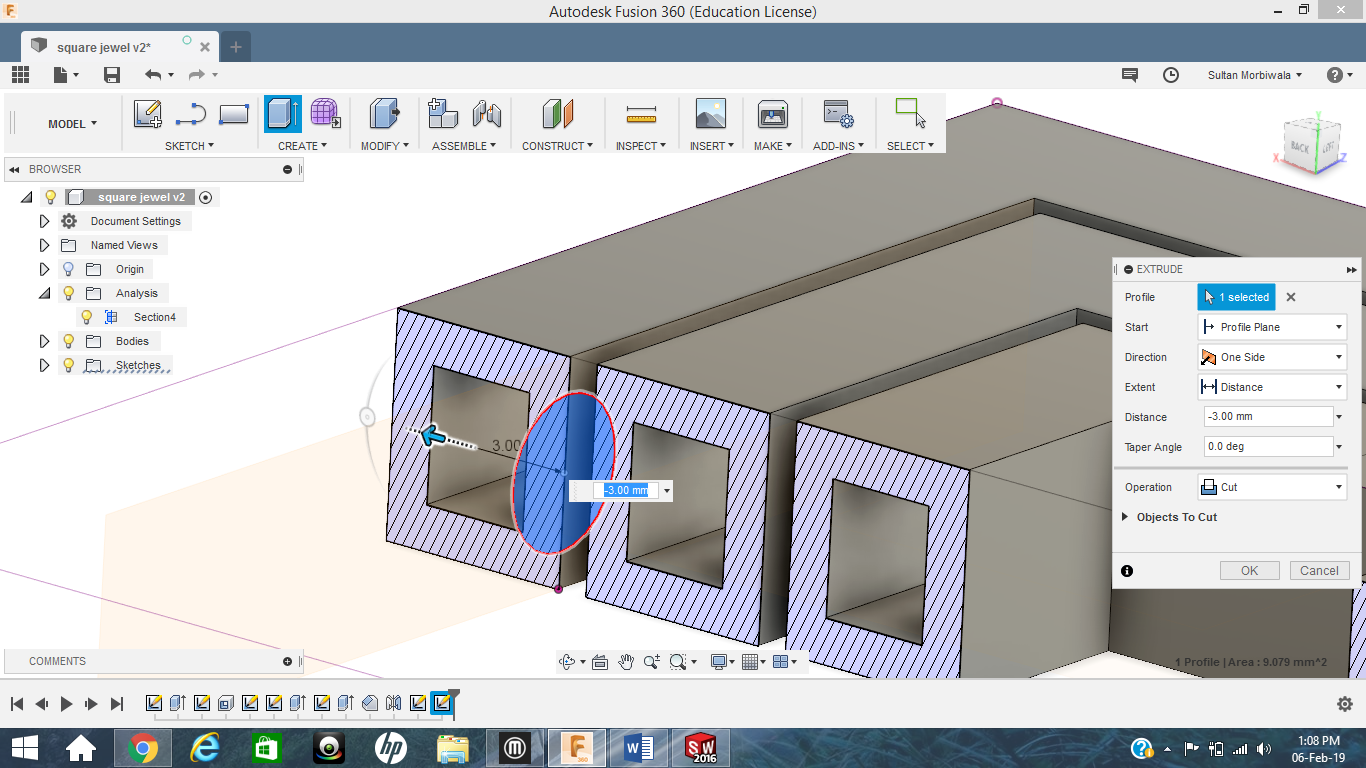 Autodesk Fusion 360 (Education License)
square jewel v2*
Sultan Morbiwala
MODEL
SKETCH
CREATE
MODIFY
ASSEMBLE
CONSTRUCT
INSPECT
INSERT
MAKE
ADD-INS
SELECT
BROWSER
square jewel v2
Document Settings
Named Views
Origin
Analysis
Section4
Bodies
Sketches
Y
BACK
LEFT
X
Z
3.00
-3.00 mm
EXTRUDE
Profile 1 selected
Start Profile Plane
Direction One Side
Extent Distance
Distance -3.00 mm
Taper Angle 0.0 deg
Operation Cut
Objects To Cut
OK Cancel
1 Profile | Area : 9.079 mm^2
COMMENTS
hp
F
360
W
SW
2016
1:08 PM
06-Feb-19